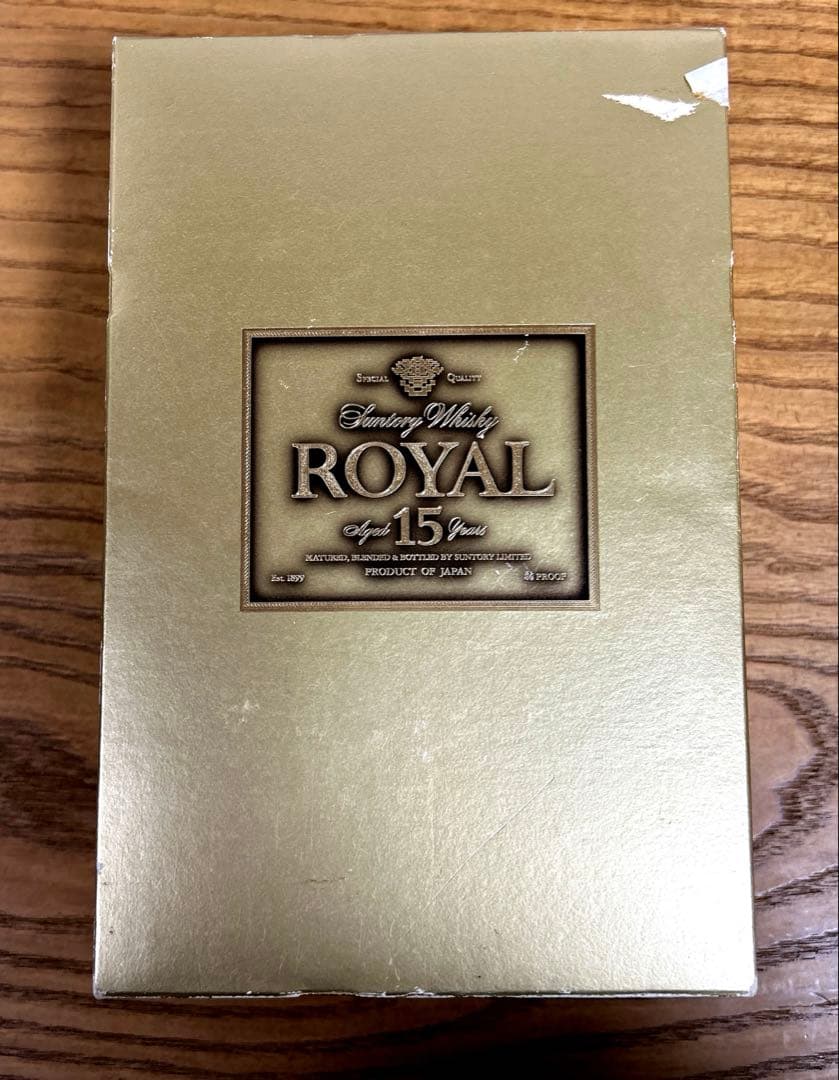 SPECIAL QUALITY
Suntory Whisky
ROYAL
Aged 15 Years
MATURED, BLENDED & BOTTLED BY SUNTORY LIMITED
PRODUCT OF JAPAN
Est. 1899
PROOF